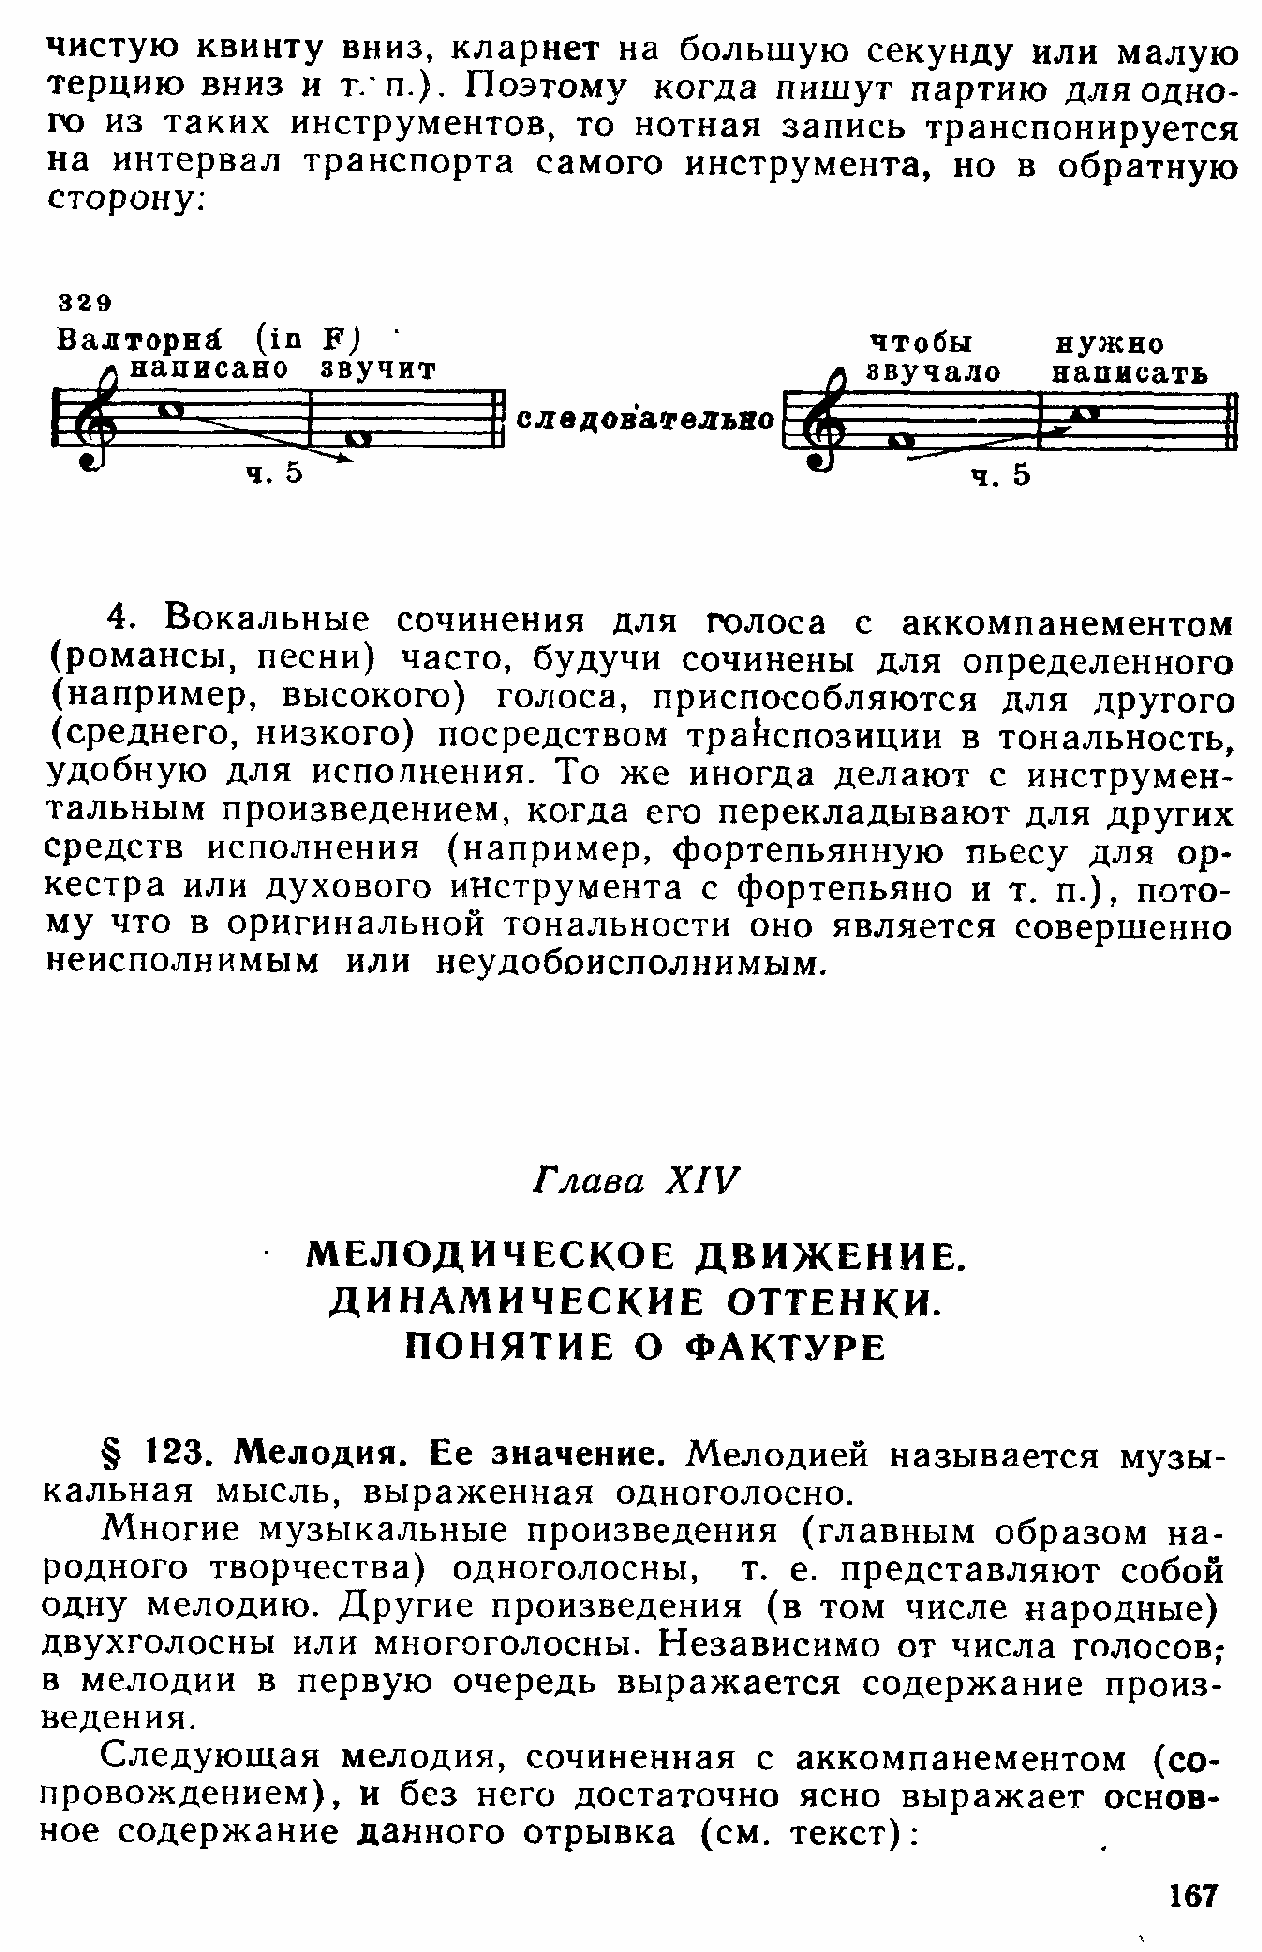 чистую квинту вниз, кларнет на большую секунду или малую
терцию вниз и т. п.). Поэтому когда пишут партию для одно-
го из таких инструментов, то нотная запись транспонируется
на интервал транспорта самого инструмента, но в обратную
сторону:
329
Валторна (in F)
написано звучит
ч. 5
следовательно
чтобы нужно
звучало написать
ч. 5
4. Вокальные сочинения для голоса с аккомпанементом
(романсы, песни) часто, будучи сочинены для определенного
(например, высокого) голоса, приспособляются для другого
(среднего, низкого) посредством транспозиции в тональность,
удобную для исполнения. То же иногда делают с инструмен-
тальным произведением, когда его перекладывают для других
средств исполнения (например, фортепьянную пьесу для ор-
кестра или духового инструмента с фортепьяно и т. п.), пото-
му что в оригинальной тональности оно является совершенно
неисполнимым или неудобоисполнимым.
Глава XIV
МЕЛОДИЧЕСКОЕ ДВИЖЕНИЕ.
ДИНАМИЧЕСКИЕ ОТТЕНКИ.
ПОНЯТИЕ О ФАКТУРЕ
§ 123. Мелодия. Ее значение. Мелодией называется музы-
кальная мысль, выраженная одноголосно.
Многие музыкальные произведения (главным образом на-
родного творчества) одноголосны, т. е. представляют собой
одну мелодию. Другие произведения (в том числе народные)
двухголосны или многоголосны. Независимо от числа голосов,
в мелодии в первую очередь выражается содержание произ-
ведения.
Следующая мелодия, сочиненная с аккомпанементом (со-
провождением), и без него достаточно ясно выражает основ-
ное содержание данного отрывка (см. текст):
167